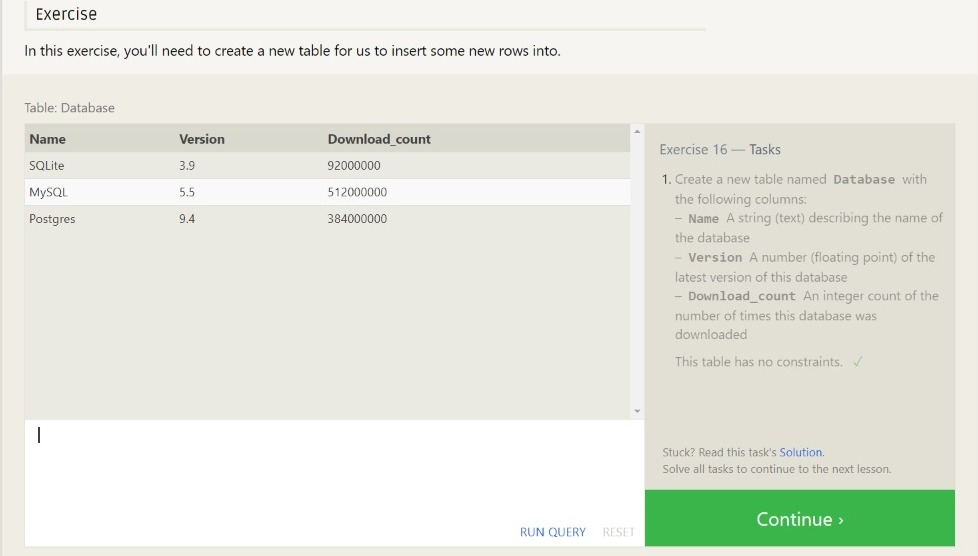 Exercise
In this exercise, you'll need to create a new table for us to insert some new rows into.
Table: Database
Name Version Download_count
SQLite 3.9 92000000
MySQL 5.5 512000000
Postgres 9.4 384000000
Exercise 16 — Tasks
1. Create a new table named Database with
the following columns:
– Name A string (text) describing the name of
the database
– Version A number (floating point) of the
latest version of this database
– Download_count An integer count of the
number of times this database was
downloaded
This table has no constraints. ✓
Stuck? Read this task's Solution.
Solve all tasks to continue to the next lesson.
RUN QUERY RESET
Continue ›